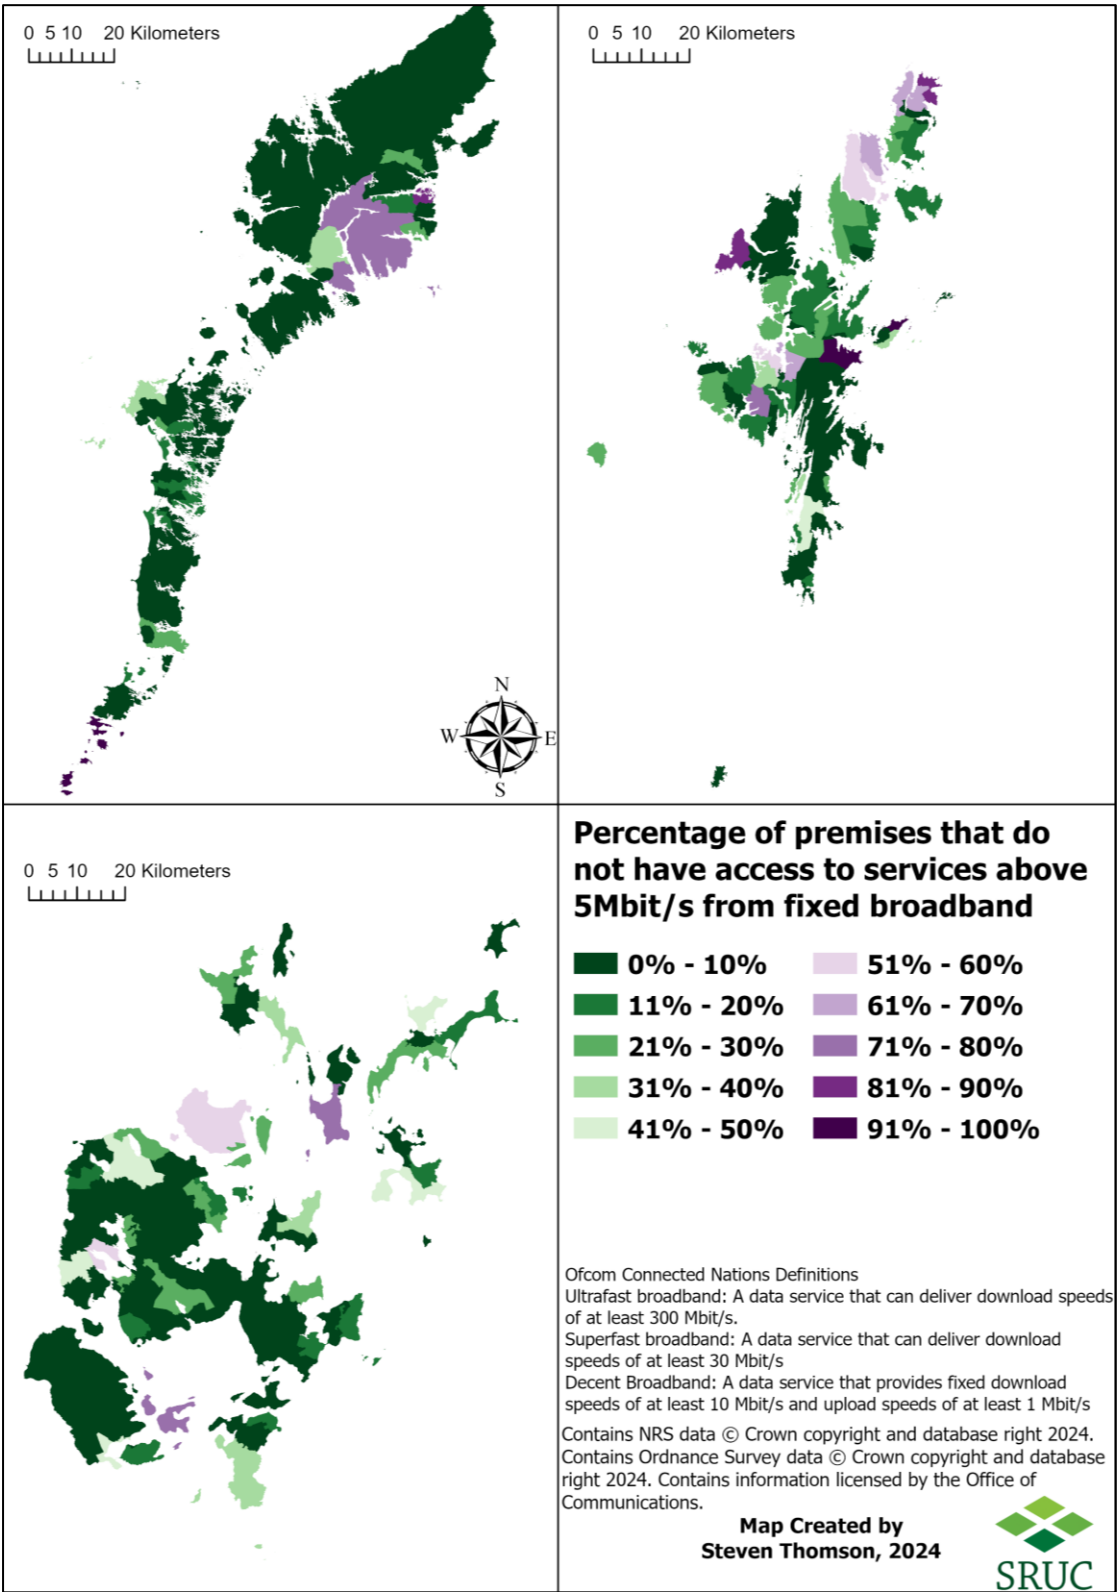 0 5 10 20 Kilometers
0 5 10 20 Kilometers
N
W E
S
0 5 10 20 Kilometers
Percentage of premises that do
not have access to services above
5Mbit/s from fixed broadband
0% - 10% 51% - 60%
11% - 20% 61% - 70%
21% - 30% 71% - 80%
31% - 40% 81% - 90%
41% - 50% 91% - 100%
Ofcom Connected Nations Definitions
Ultrafast broadband: A data service that can deliver download speeds
of at least 300 Mbit/s.
Superfast broadband: A data service that can deliver download
speeds of at least 30 Mbit/s
Decent Broadband: A data service that provides fixed download
speeds of at least 10 Mbit/s and upload speeds of at least 1 Mbit/s
Contains NRS data © Crown copyright and database right 2024.
Contains Ordnance Survey data © Crown copyright and database
right 2024. Contains information licensed by the Office of
Communications.
Map Created by
Steven Thomson, 2024
SRUC